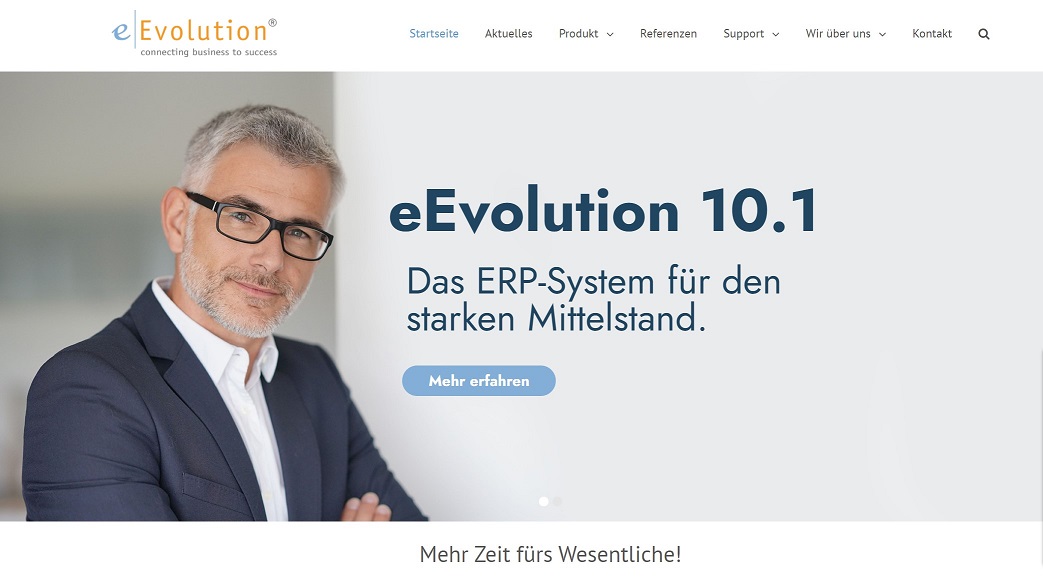 e|Evolution®
connecting business to success
Startseite Aktuelles Produkt Referenzen Support Wir über uns Kontakt
eEvolution 10.1
Das ERP-System für den
starken Mittelstand.
Mehr erfahren
Mehr Zeit fürs Wesentliche!